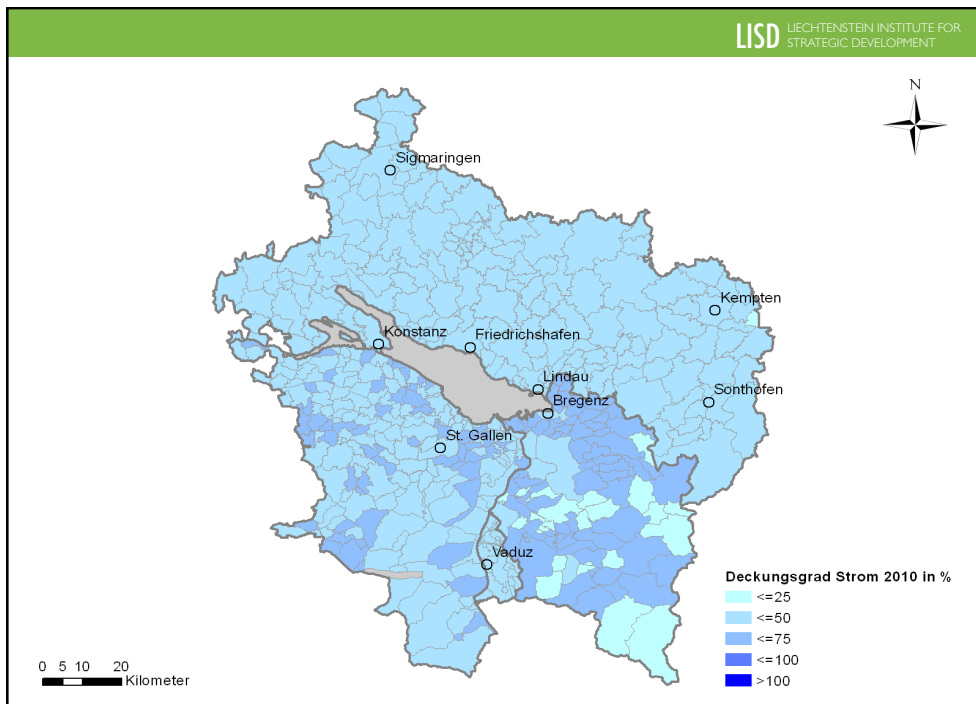 LISD
LIECHTENSTEIN INSTITUTE FOR
STRATEGIC DEVELOPMENT
N
Sigmaringen
Kempten
Konstanz
Friedrichshafen
Lindau
Sonthofen
Bregenz
St. Gallen
Vaduz
Deckungsgrad Strom 2010 in %
<=25
<=50
<=75
<=100
>100
0 5 10 20
Kilometer